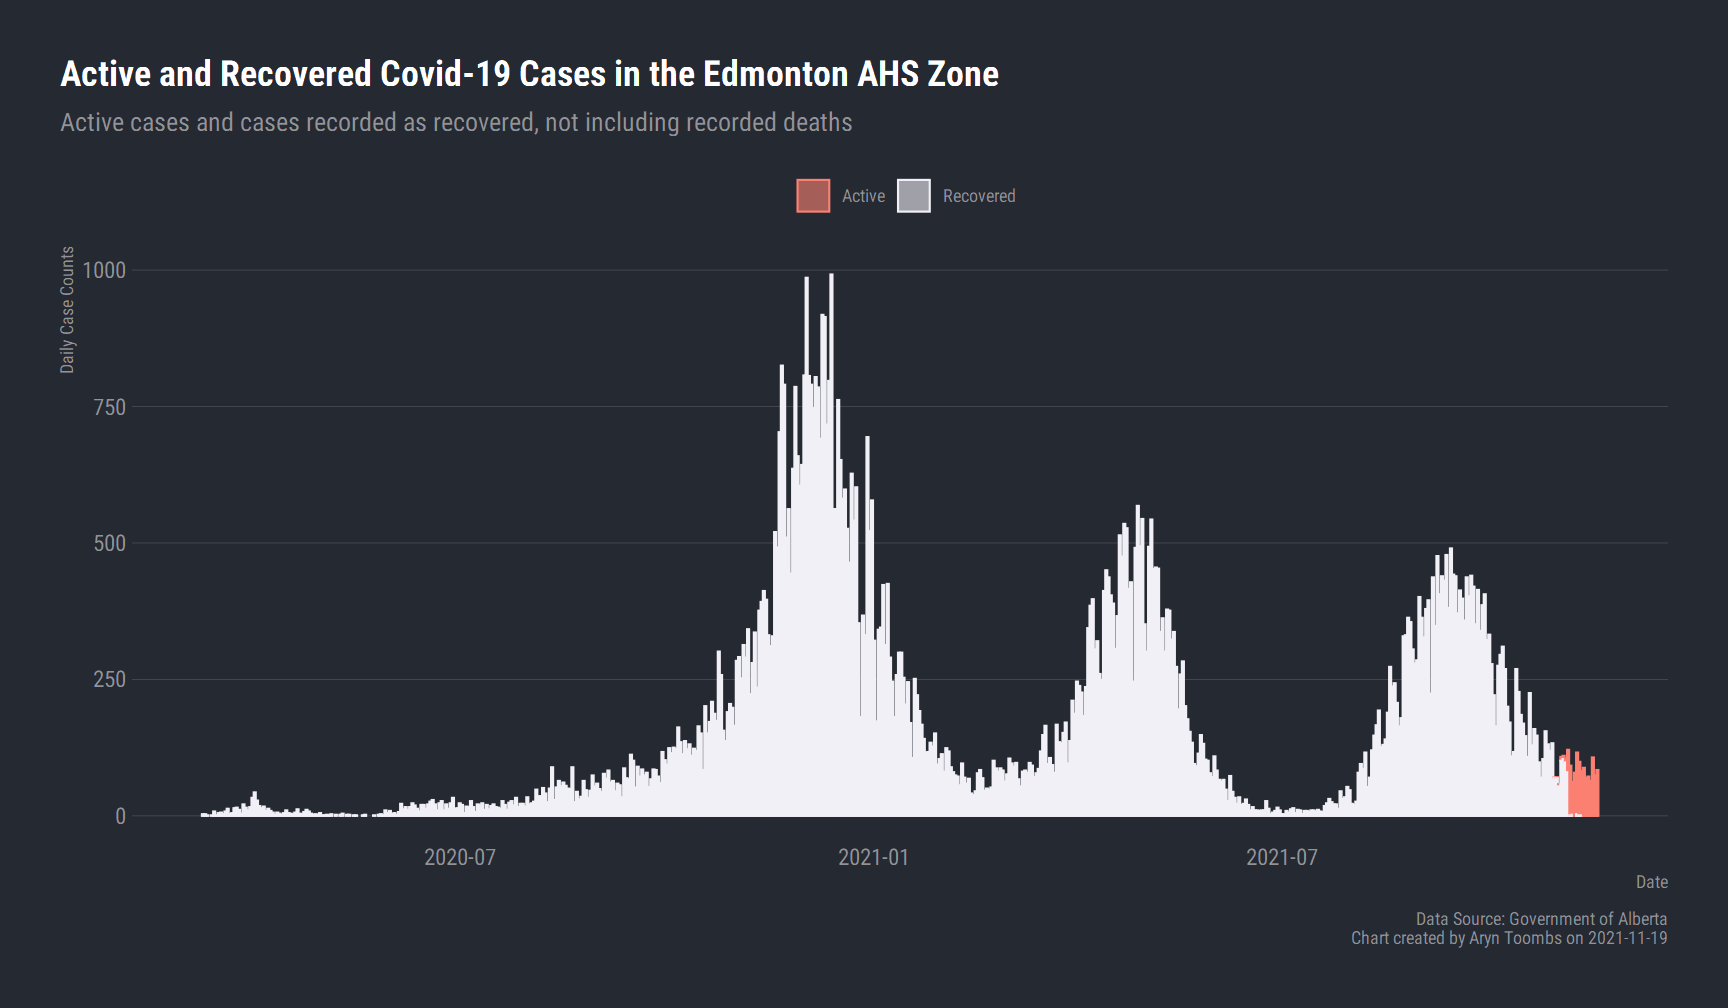 Active and Recovered Covid-19 Cases in the Edmonton AHS Zone
Active cases and cases recorded as recovered, not including recorded deaths
Active
Recovered
Daily Case Counts
1000
750
500
250
0
2020-07
2021-01
2021-07
Date
Data Source: Government of Alberta
Chart created by Aryn Toombs on 2021-11-19